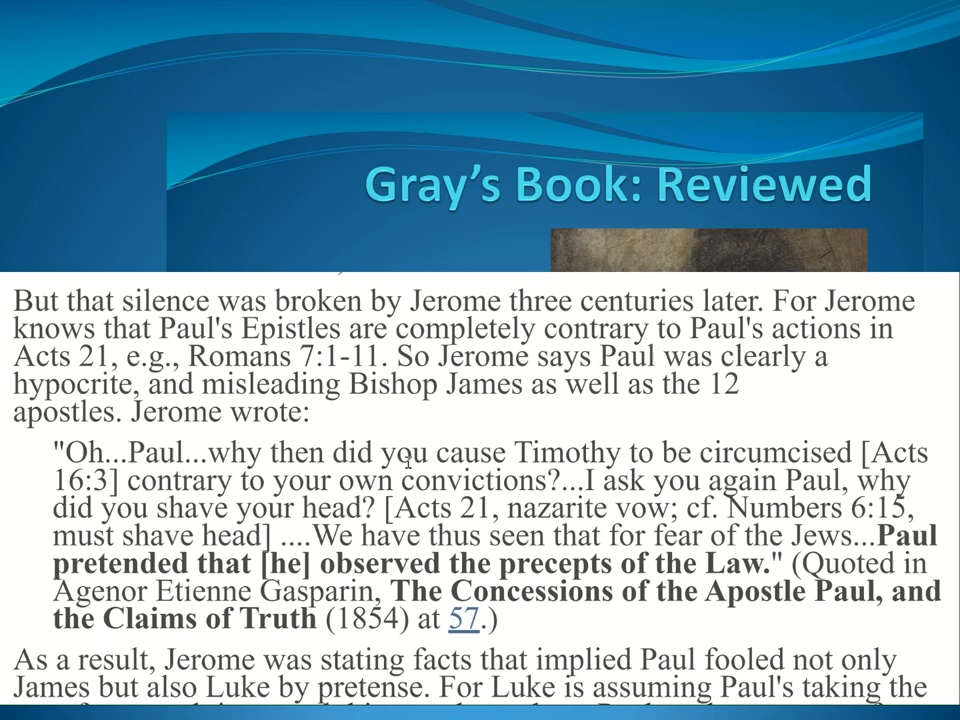 Gray's Book: Reviewed
But that silence was broken by Jerome three centuries later. For Jerome
knows that Paul's Epistles are completely contrary to Paul's actions in
Acts 21, e.g., Romans 7:1-11. So Jerome says Paul was clearly a
hypocrite, and misleading Bishop James as well as the 12
apostles. Jerome wrote:
"Oh...Paul...why then did you cause Timothy to be circumcised [Acts
16:3] contrary to your own convictions?...I ask you again Paul, why
did you shave your head? [Acts 21, nazarite vow; cf. Numbers 6:15,
must shave head] ....We have thus seen that for fear of the Jews...Paul
pretended that [he] observed the precepts of the Law." (Quoted in
Agenor Etienne Gasparin, The Concessions of the Apostle Paul, and
the Claims of Truth (1854) at 57.)
As a result, Jerome was stating facts that implied Paul fooled not only
James but also Luke by pretense. For Luke is assuming Paul's taking the